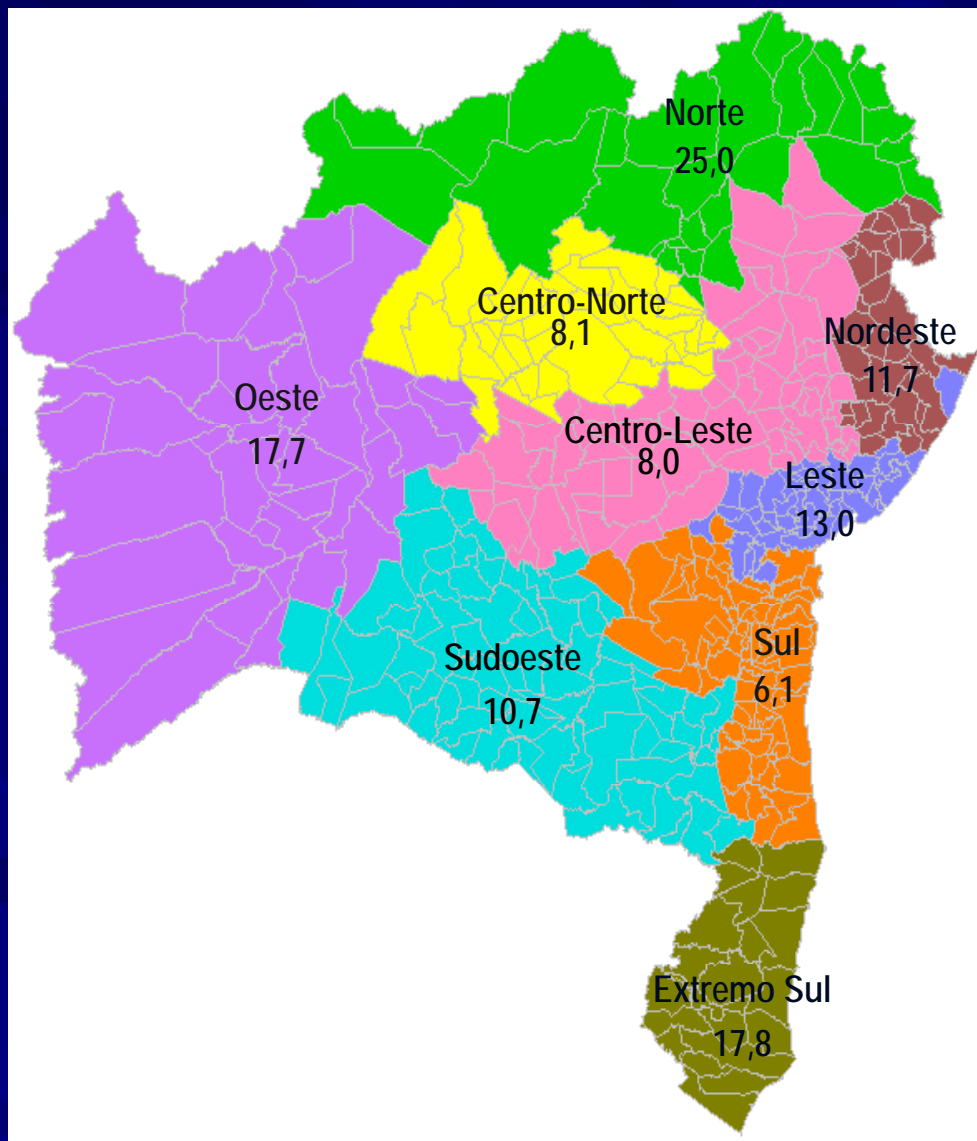 Norte
25,0
Centro-Norte
8,1
Nordeste
11,7
Oeste
17,7
Centro-Leste
8,0
Leste
13,0
Sul
6,1
Sudoeste
10,7
Extremo Sul
17,8